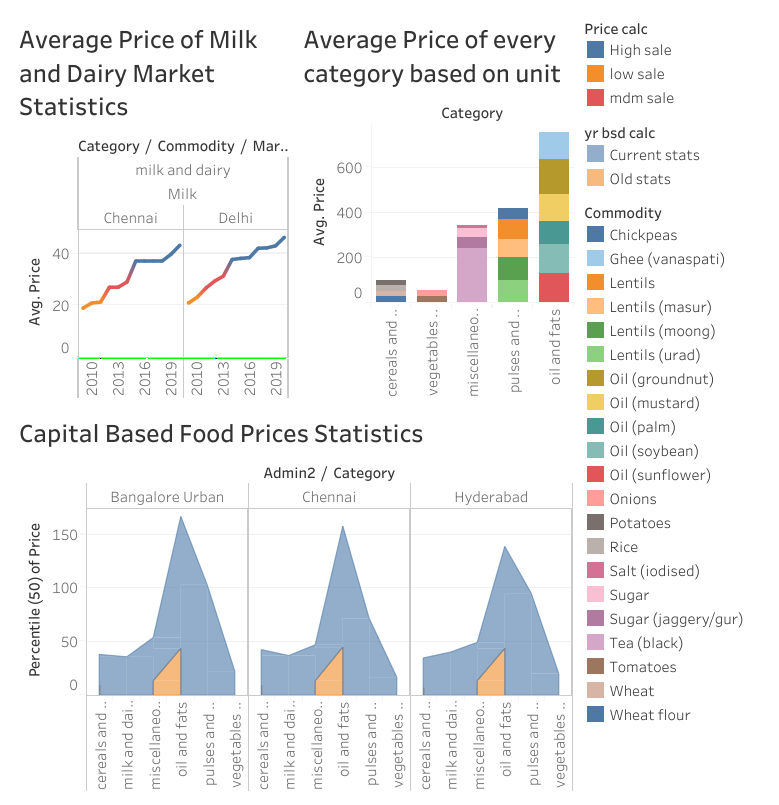 Average Price of Milk
and Dairy Market
Statistics
Category / Commodity / Mar..
milk and dairy
Milk
Chennai
Delhi
Avg. Price
40
20
0
2010
2013
2016
2019
2010
2013
2016
2019
Average Price of every
category based on unit
Category
Avg. Price
600
400
200
0
cereals and ..
vegetables ..
miscellaneo..
pulses and ..
oil and fats
Price calc
High sale
low sale
mdm sale
yr bsd calc
Current stats
Old stats
Commodity
Chickpeas
Ghee (vanaspati)
Lentils
Lentils (masur)
Lentils (moong)
Lentils (urad)
Oil (groundnut)
Oil (mustard)
Oil (palm)
Oil (soybean)
Oil (sunflower)
Onions
Potatoes
Rice
Salt (iodised)
Sugar
Sugar (jaggery/gur)
Tea (black)
Tomatoes
Wheat
Wheat flour
Capital Based Food Prices Statistics
Admin2 / Category
Bangalore Urban
Chennai
Hyderabad
Percentile (50) of Price
150
100
50
0
cereals and ..
milk and dai..
miscellaneo..
oil and fats
pulses and ..
vegetables ..
cereals and ..
milk and dai..
miscellaneo..
oil and fats
pulses and ..
vegetables ..
cereals and ..
milk and dai..
miscellaneo..
oil and fats
pulses and ..
vegetables ..